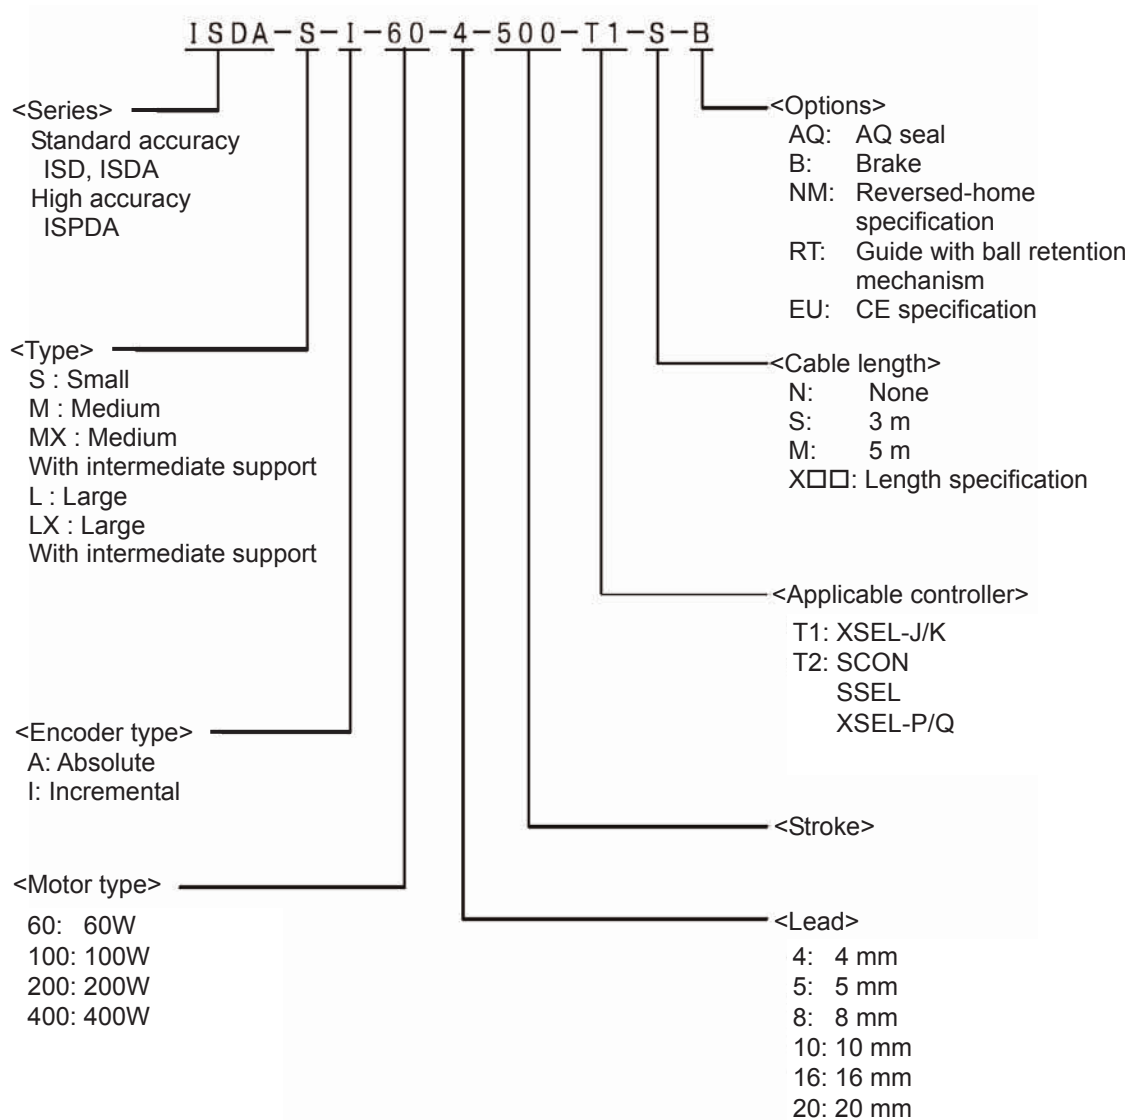 ISDA-S-I-60-4-500-T1-S-B
<Series>
Standard accuracy
ISD, ISDA
High accuracy
ISPDA
<Type>
S : Small
M : Medium
MX : Medium
With intermediate support
L : Large
LX : Large
With intermediate support
<Encoder type>
A: Absolute
I: Incremental
<Motor type>
60: 60W
100: 100W
200: 200W
400: 400W
<Options>
AQ: AQ seal
B: Brake
NM: Reversed-home
specification
RT: Guide with ball retention
mechanism
EU: CE specification
<Cable length>
N: None
S: 3 m
M: 5 m
X□□: Length specification
<Applicable controller>
T1: XSEL-J/K
T2: SCON
SSEL
XSEL-P/Q
<Stroke>
<Lead>
4: 4 mm
5: 5 mm
8: 8 mm
10: 10 mm
16: 16 mm
20: 20 mm